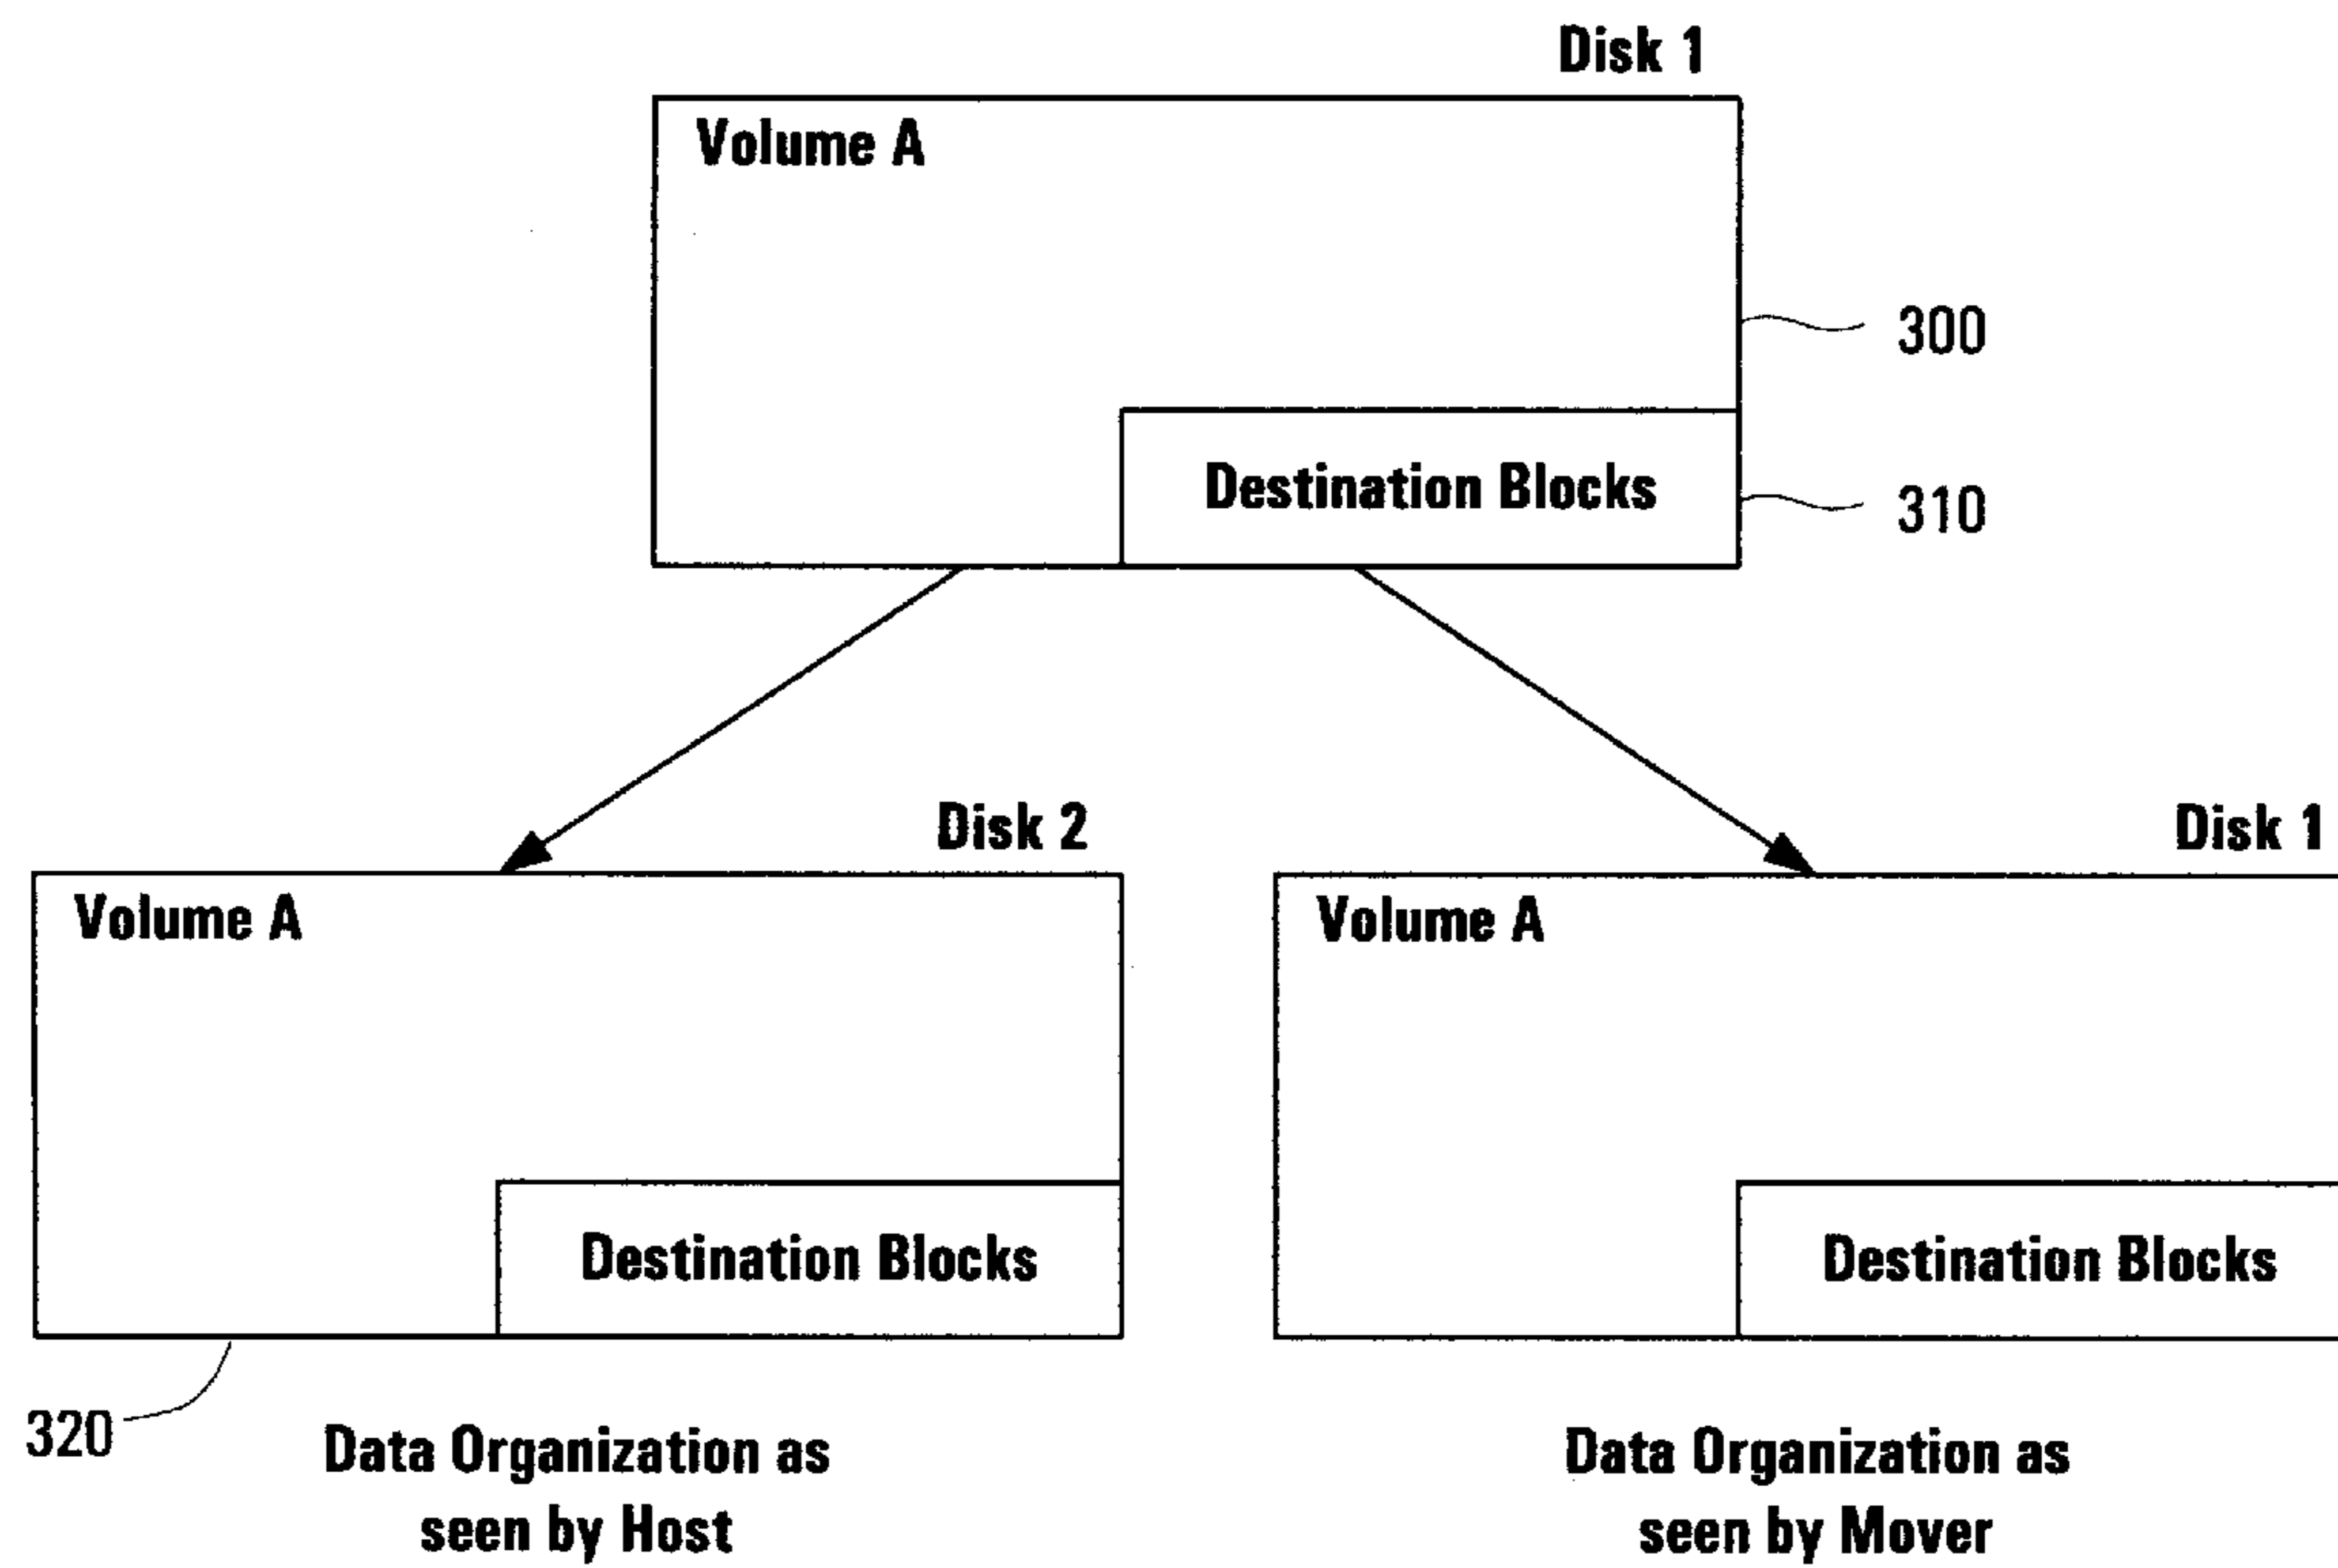 Disk 1
Volume A
300
Destination Blocks
310
Disk 2
Disk 1
Volume A
Volume A
Destination Blocks
Destination Blocks
320
Data Organization as
seen by Host
Data Organization as
seen by Mover